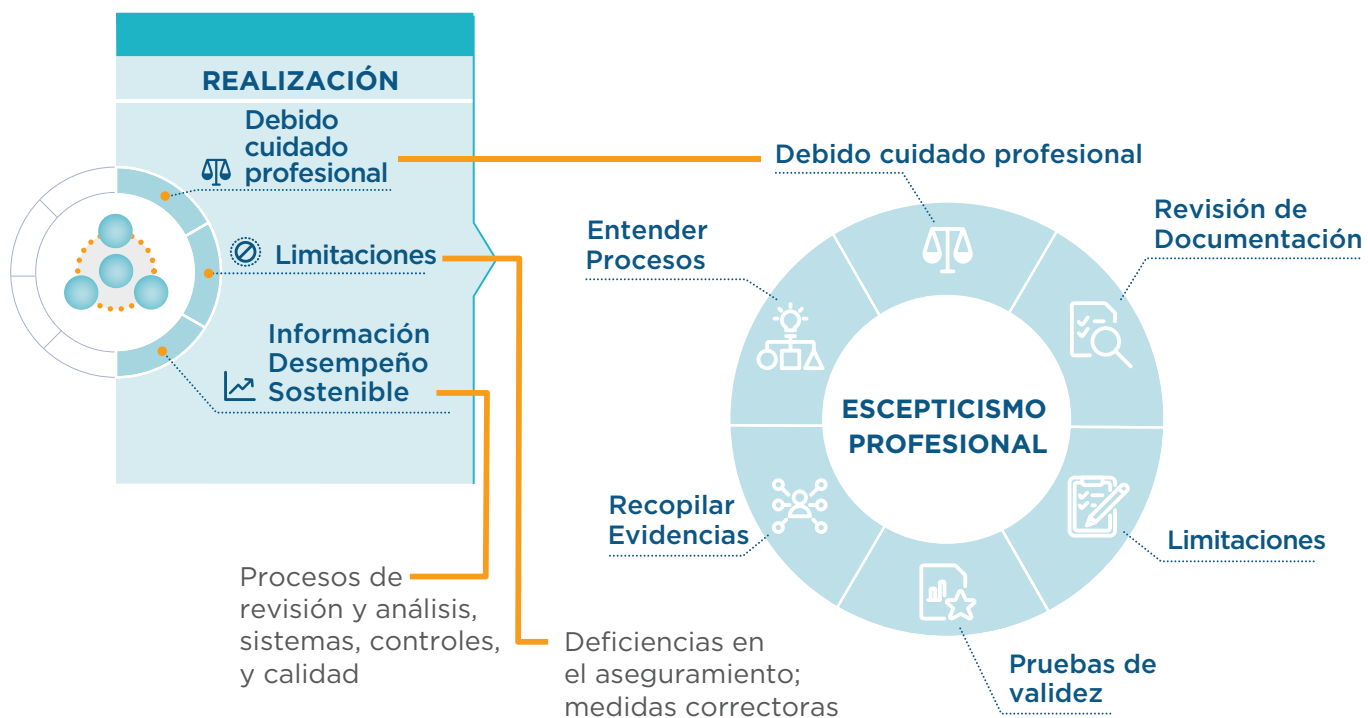 REALIZACIÓN
Debido
cuidado
profesional
Limitaciones
Información
Desempeño
Sostenible
Procesos de
revisión y análisis,
sistemas, controles,
y calidad
Deficiencias en
el aseguramiento;
medidas correctoras
Debido cuidado profesional
Revisión de
Documentación
Entender
Procesos
ESCEPTICISMO
PROFESIONAL
Recopilar
Evidencias
Limitaciones
Pruebas de
validez